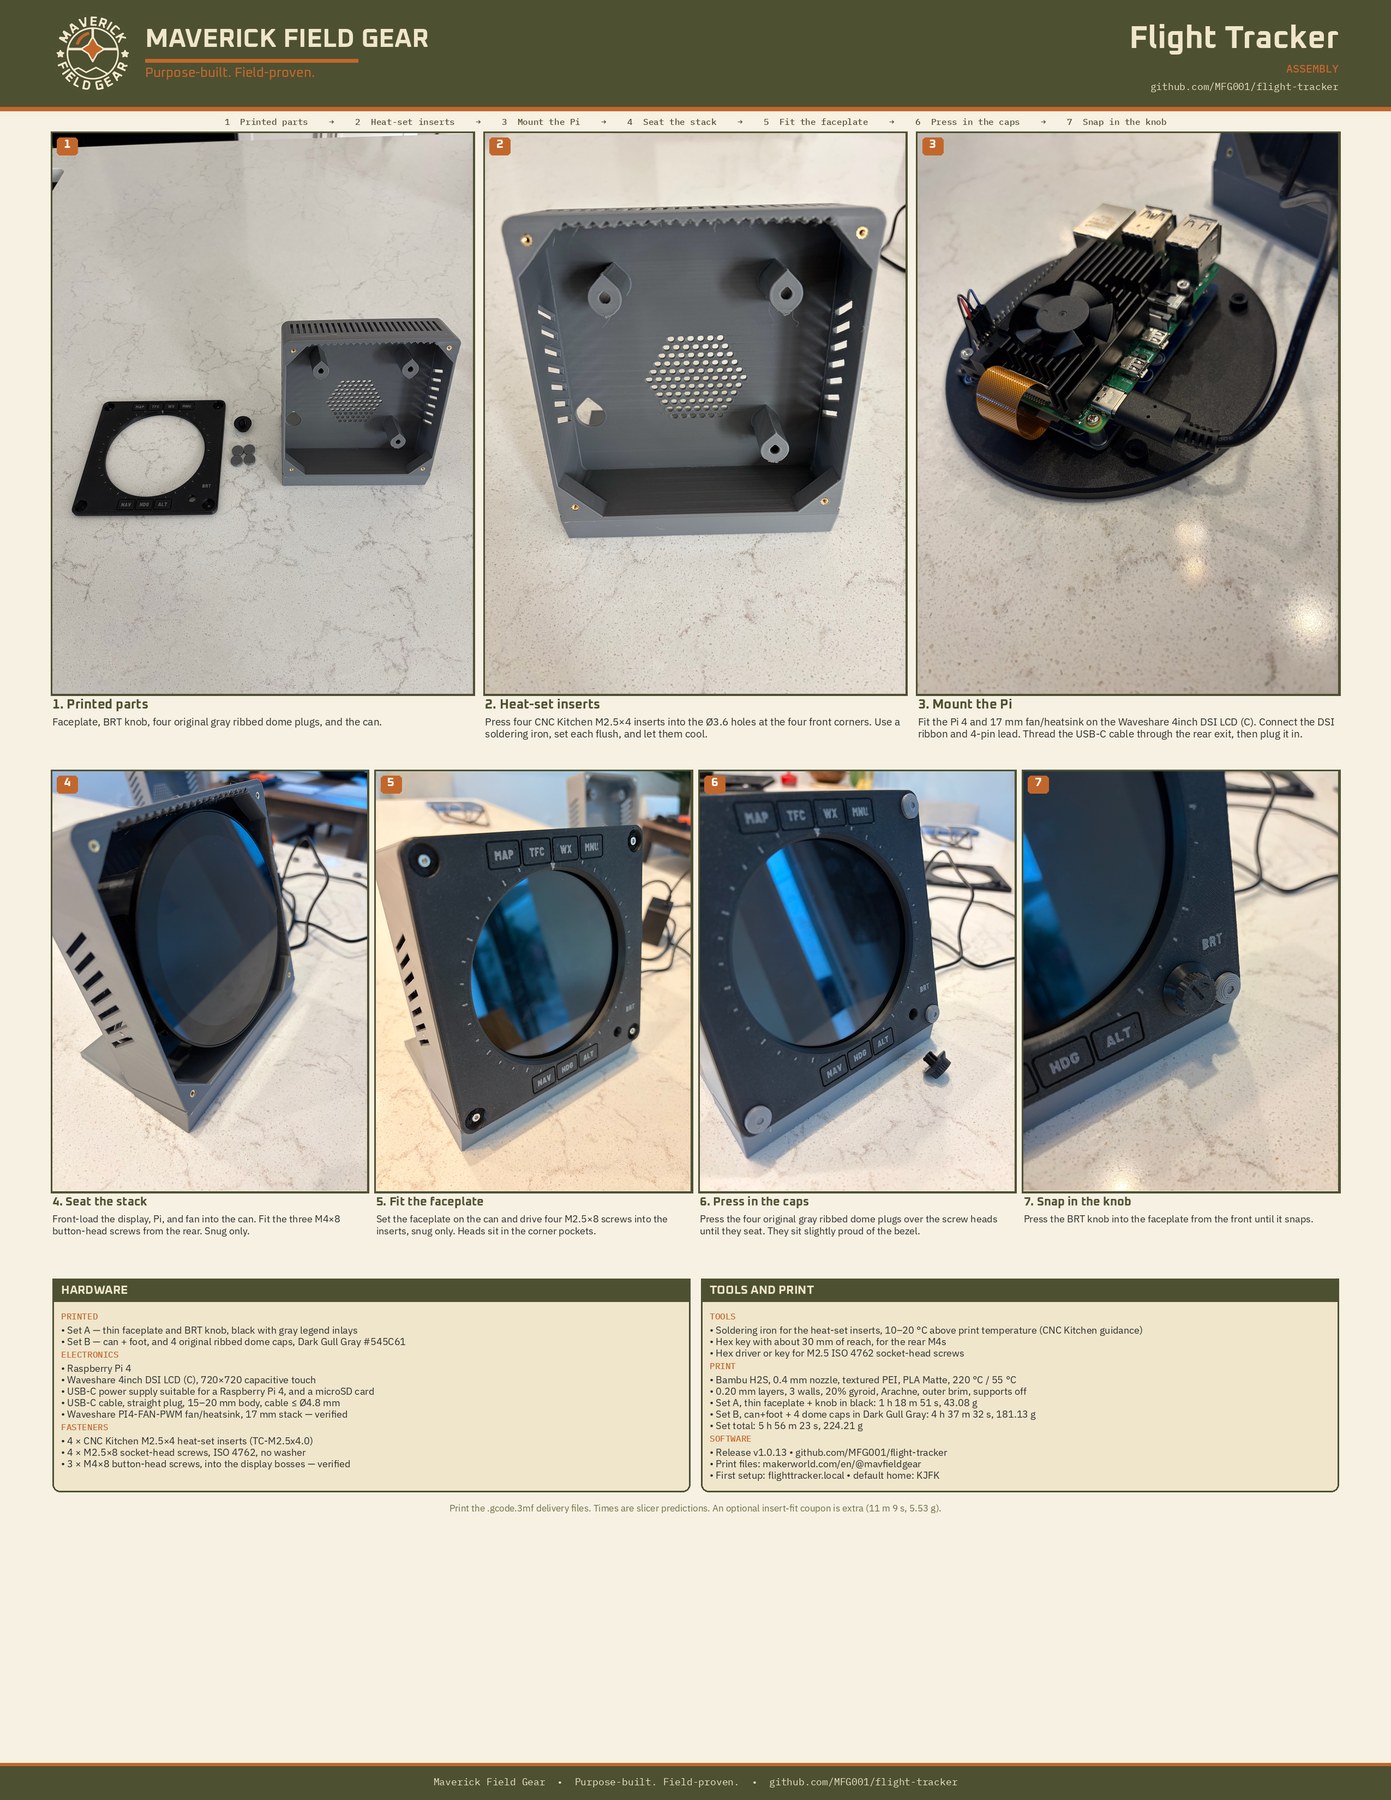 MAVERICK FIELD GEAR
MAVERICK FIELD GEAR
Purpose-built. Field-proven.
Flight Tracker
ASSEMBLY
github.com/MFG001/flight-tracker
1 Printed parts → 2 Heat-set inserts → 3 Mount the Pi → 4 Seat the stack → 5 Fit the faceplate → 6 Press in the caps → 7 Snap in the knob
1
BRT
NAV HDG ALT
2
3
1. Printed parts
Faceplate, BRT knob, four original gray ribbed dome plugs, and the can.
2. Heat-set inserts
Press four CNC Kitchen M2.5×4 inserts into the Ø3.6 holes at the four front corners. Use a
soldering iron, set each flush, and let them cool.
3. Mount the Pi
Fit the Pi 4 and 17 mm fan/heatsink on the Waveshare 4inch DSI LCD (C). Connect the DSI
ribbon and 4-pin lead. Thread the USB-C cable through the rear exit, then plug it in.
4
5
MAP TFC WX MNU
BRT
NAV HDG ALT
6
MAP TFC WX MNU
BRT
NAV HDG ALT
7
BRT
HDG ALT
4. Seat the stack
Front-load the display, Pi, and fan into the can. Fit the three M4×8
button-head screws from the rear. Snug only.
5. Fit the faceplate
Set the faceplate on the can and drive four M2.5×8 screws into the
inserts, snug only. Heads sit in the corner pockets.
6. Press in the caps
Press the four original gray ribbed dome plugs over the screw heads
until they seat. They sit slightly proud of the bezel.
7. Snap in the knob
Press the BRT knob into the faceplate from the front until it snaps.
HARDWARE
PRINTED
• Set A — thin faceplate and BRT knob, black with gray legend inlays
• Set B — can + foot, and 4 original ribbed dome caps, Dark Gull Gray #545C61
ELECTRONICS
• Raspberry Pi 4
• Waveshare 4inch DSI LCD (C), 720×720 capacitive touch
• USB-C power supply suitable for a Raspberry Pi 4, and a microSD card
• USB-C cable, straight plug, 15–20 mm body, cable ≤ Ø4.8 mm
• Waveshare PI4-FAN-PWM fan/heatsink, 17 mm stack — verified
FASTENERS
• 4 × CNC Kitchen M2.5×4 heat-set inserts (TC-M2.5x4.0)
• 4 × M2.5×8 socket-head screws, ISO 4762, no washer
• 3 × M4×8 button-head screws, into the display bosses — verified
TOOLS AND PRINT
TOOLS
• Soldering iron for the heat-set inserts, 10–20 °C above print temperature (CNC Kitchen guidance)
• Hex key with about 30 mm of reach, for the rear M4s
• Hex driver or key for M2.5 ISO 4762 socket-head screws
PRINT
• Bambu H2S, 0.4 mm nozzle, textured PEI, PLA Matte, 220 °C / 55 °C
• 0.20 mm layers, 3 walls, 20% gyroid, Arachne, outer brim, supports off
• Set A, thin faceplate + knob in black: 1 h 18 m 51 s, 43.08 g
• Set B, can+foot + 4 dome caps in Dark Gull Gray: 4 h 37 m 32 s, 181.13 g
• Set total: 5 h 56 m 23 s, 224.21 g
SOFTWARE
• Release v1.0.13 • github.com/MFG001/flight-tracker
• Print files: makerworld.com/en/@mavfieldgear
• First setup: flighttracker.local • default home: KJFK
Print the .gcode.3mf delivery files. Times are slicer predictions. An optional insert-fit coupon is extra (11 m 9 s, 5.53 g).
Maverick Field Gear • Purpose-built. Field-proven. • github.com/MFG001/flight-tracker